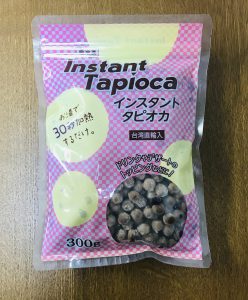 Instant
Tapioca
インスタント
タピオカ
台湾直輸入
お湯で
30秒加熱
するだけ。
ドリンクやデザートの
トッピングなどに!
300g